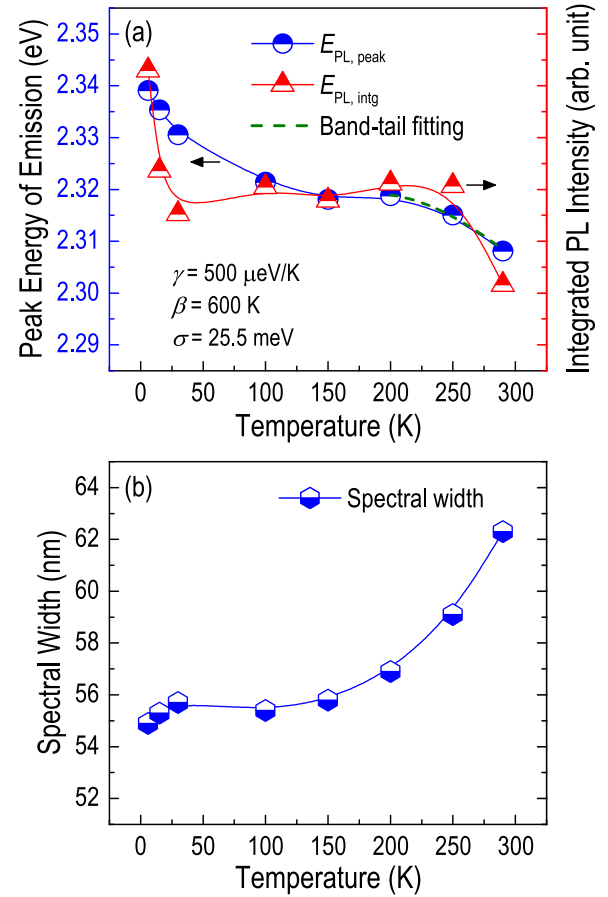 (a)
E PL, peak
E PL, intg
Band-tail fitting
γ = 500 μeV/K
β = 600 K
σ = 25.5 meV
Peak Energy of Emission (eV)
2.35
2.34
2.33
2.32
2.31
2.30
2.29
Integrated PL Intensity (arb. unit)
0 50 100 150 200 250 300
Temperature (K)
(b)
Spectral width
Spectral Width (nm)
64
62
60
58
56
54
52
0 50 100 150 200 250 300
Temperature (K)